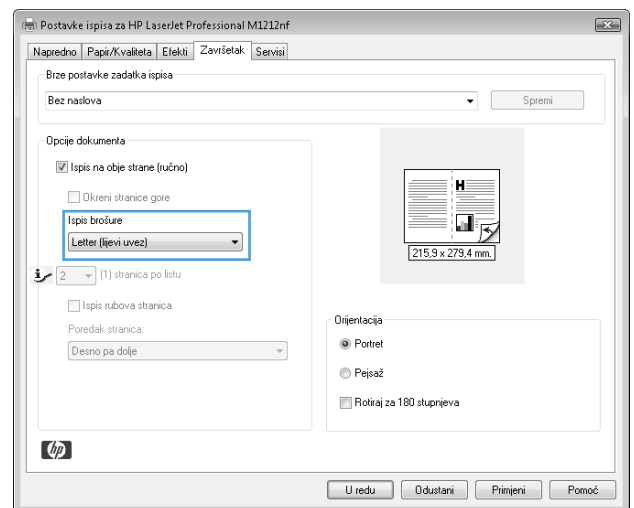 Postavke ispisa za HP LaserJet Professional M1212nf
Napredno Papir/Kvaliteta Efekti Završetak Servisi
Brze postavke zadatka ispisa
Bez naslova
Spremi
Opcije dokumenta
Ispis na obje strane (ručno)
Okreni stranice gore
Ispis brošure
Letter (lijevi uvez)
2 (1) stranica po listu
Ispis rubova stranica
Poredak stranica:
Desno pa dolje
H
215,9 x 279,4 mm.
Orijentacija
Portret
Pejsaž
Rotiraj za 180 stupnjeva
hp
U redu Odustani Primjeni Pomoć